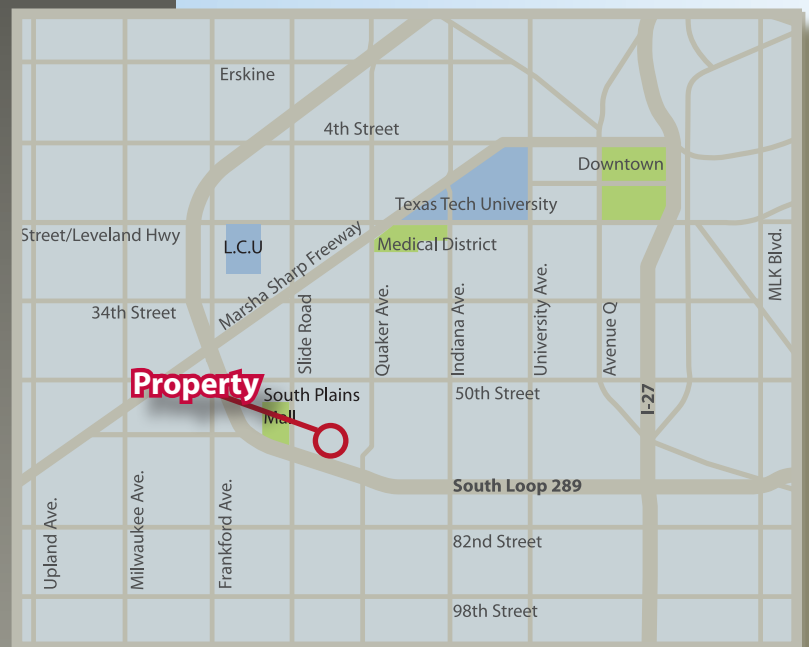 Erskine
4th Street
Downtown
Texas Tech University
Street/Leveland Hwy
L.C.U
Medical District
MLK Blvd.
Marsha Sharp Freeway
34th Street
Slide Road
Quaker Ave.
Indiana Ave.
University Ave.
Avenue Q
Property
South Plains
Mall
50th Street
I-27
South Loop 289
Upland Ave.
Milwaukee Ave.
Frankford Ave.
82nd Street
98th Street